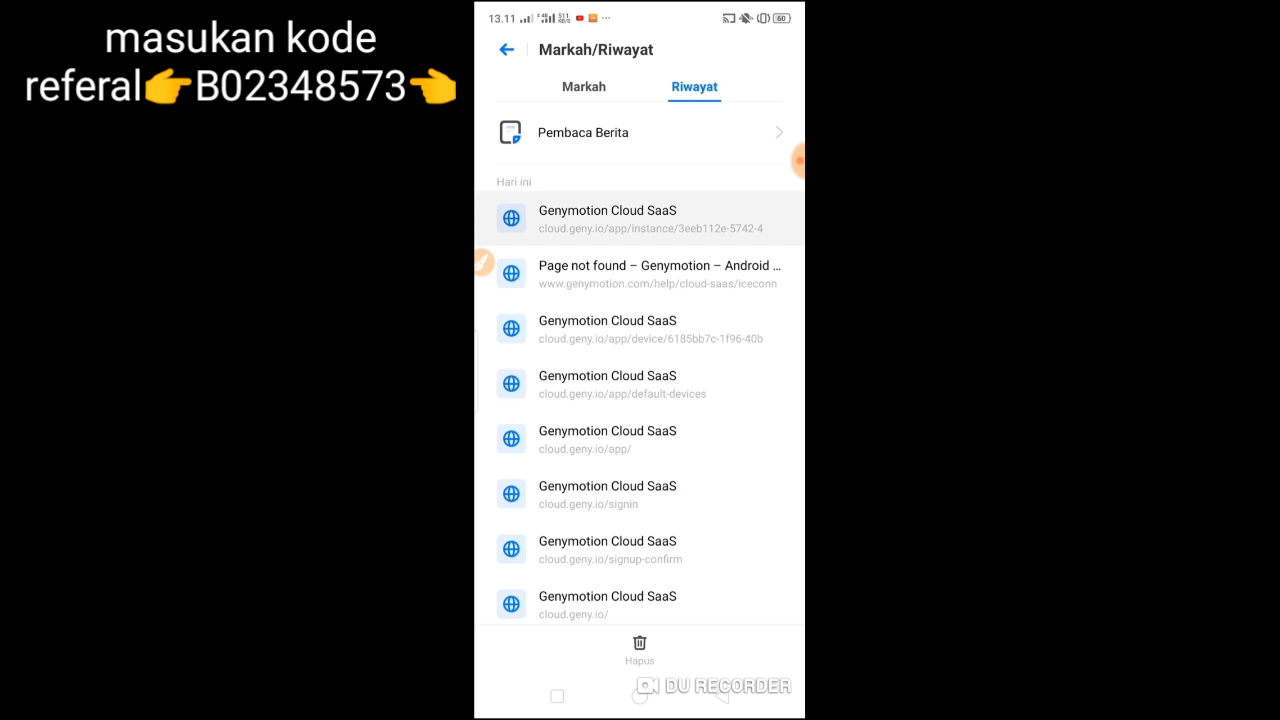 masukan kode
referal👉B02348573👈
13.11
511
KB/S
60
Markah/Riwayat
Markah
Riwayat
Pembaca Berita
Hari ini
Genymotion Cloud SaaS
cloud.geny.io/app/instance/3eeb112e-5742-4
Page not found – Genymotion – Android ...
www.genymotion.com/help/cloud-saas/iceconn
Genymotion Cloud SaaS
cloud.geny.io/app/device/6185bb7c-1f96-40b
Genymotion Cloud SaaS
cloud.geny.io/app/default-devices
Genymotion Cloud SaaS
cloud.geny.io/app/
Genymotion Cloud SaaS
cloud.geny.io/signin
Genymotion Cloud SaaS
cloud.geny.io/signup-confirm
Genymotion Cloud SaaS
cloud.geny.io/
Hapus
DU RECORDER